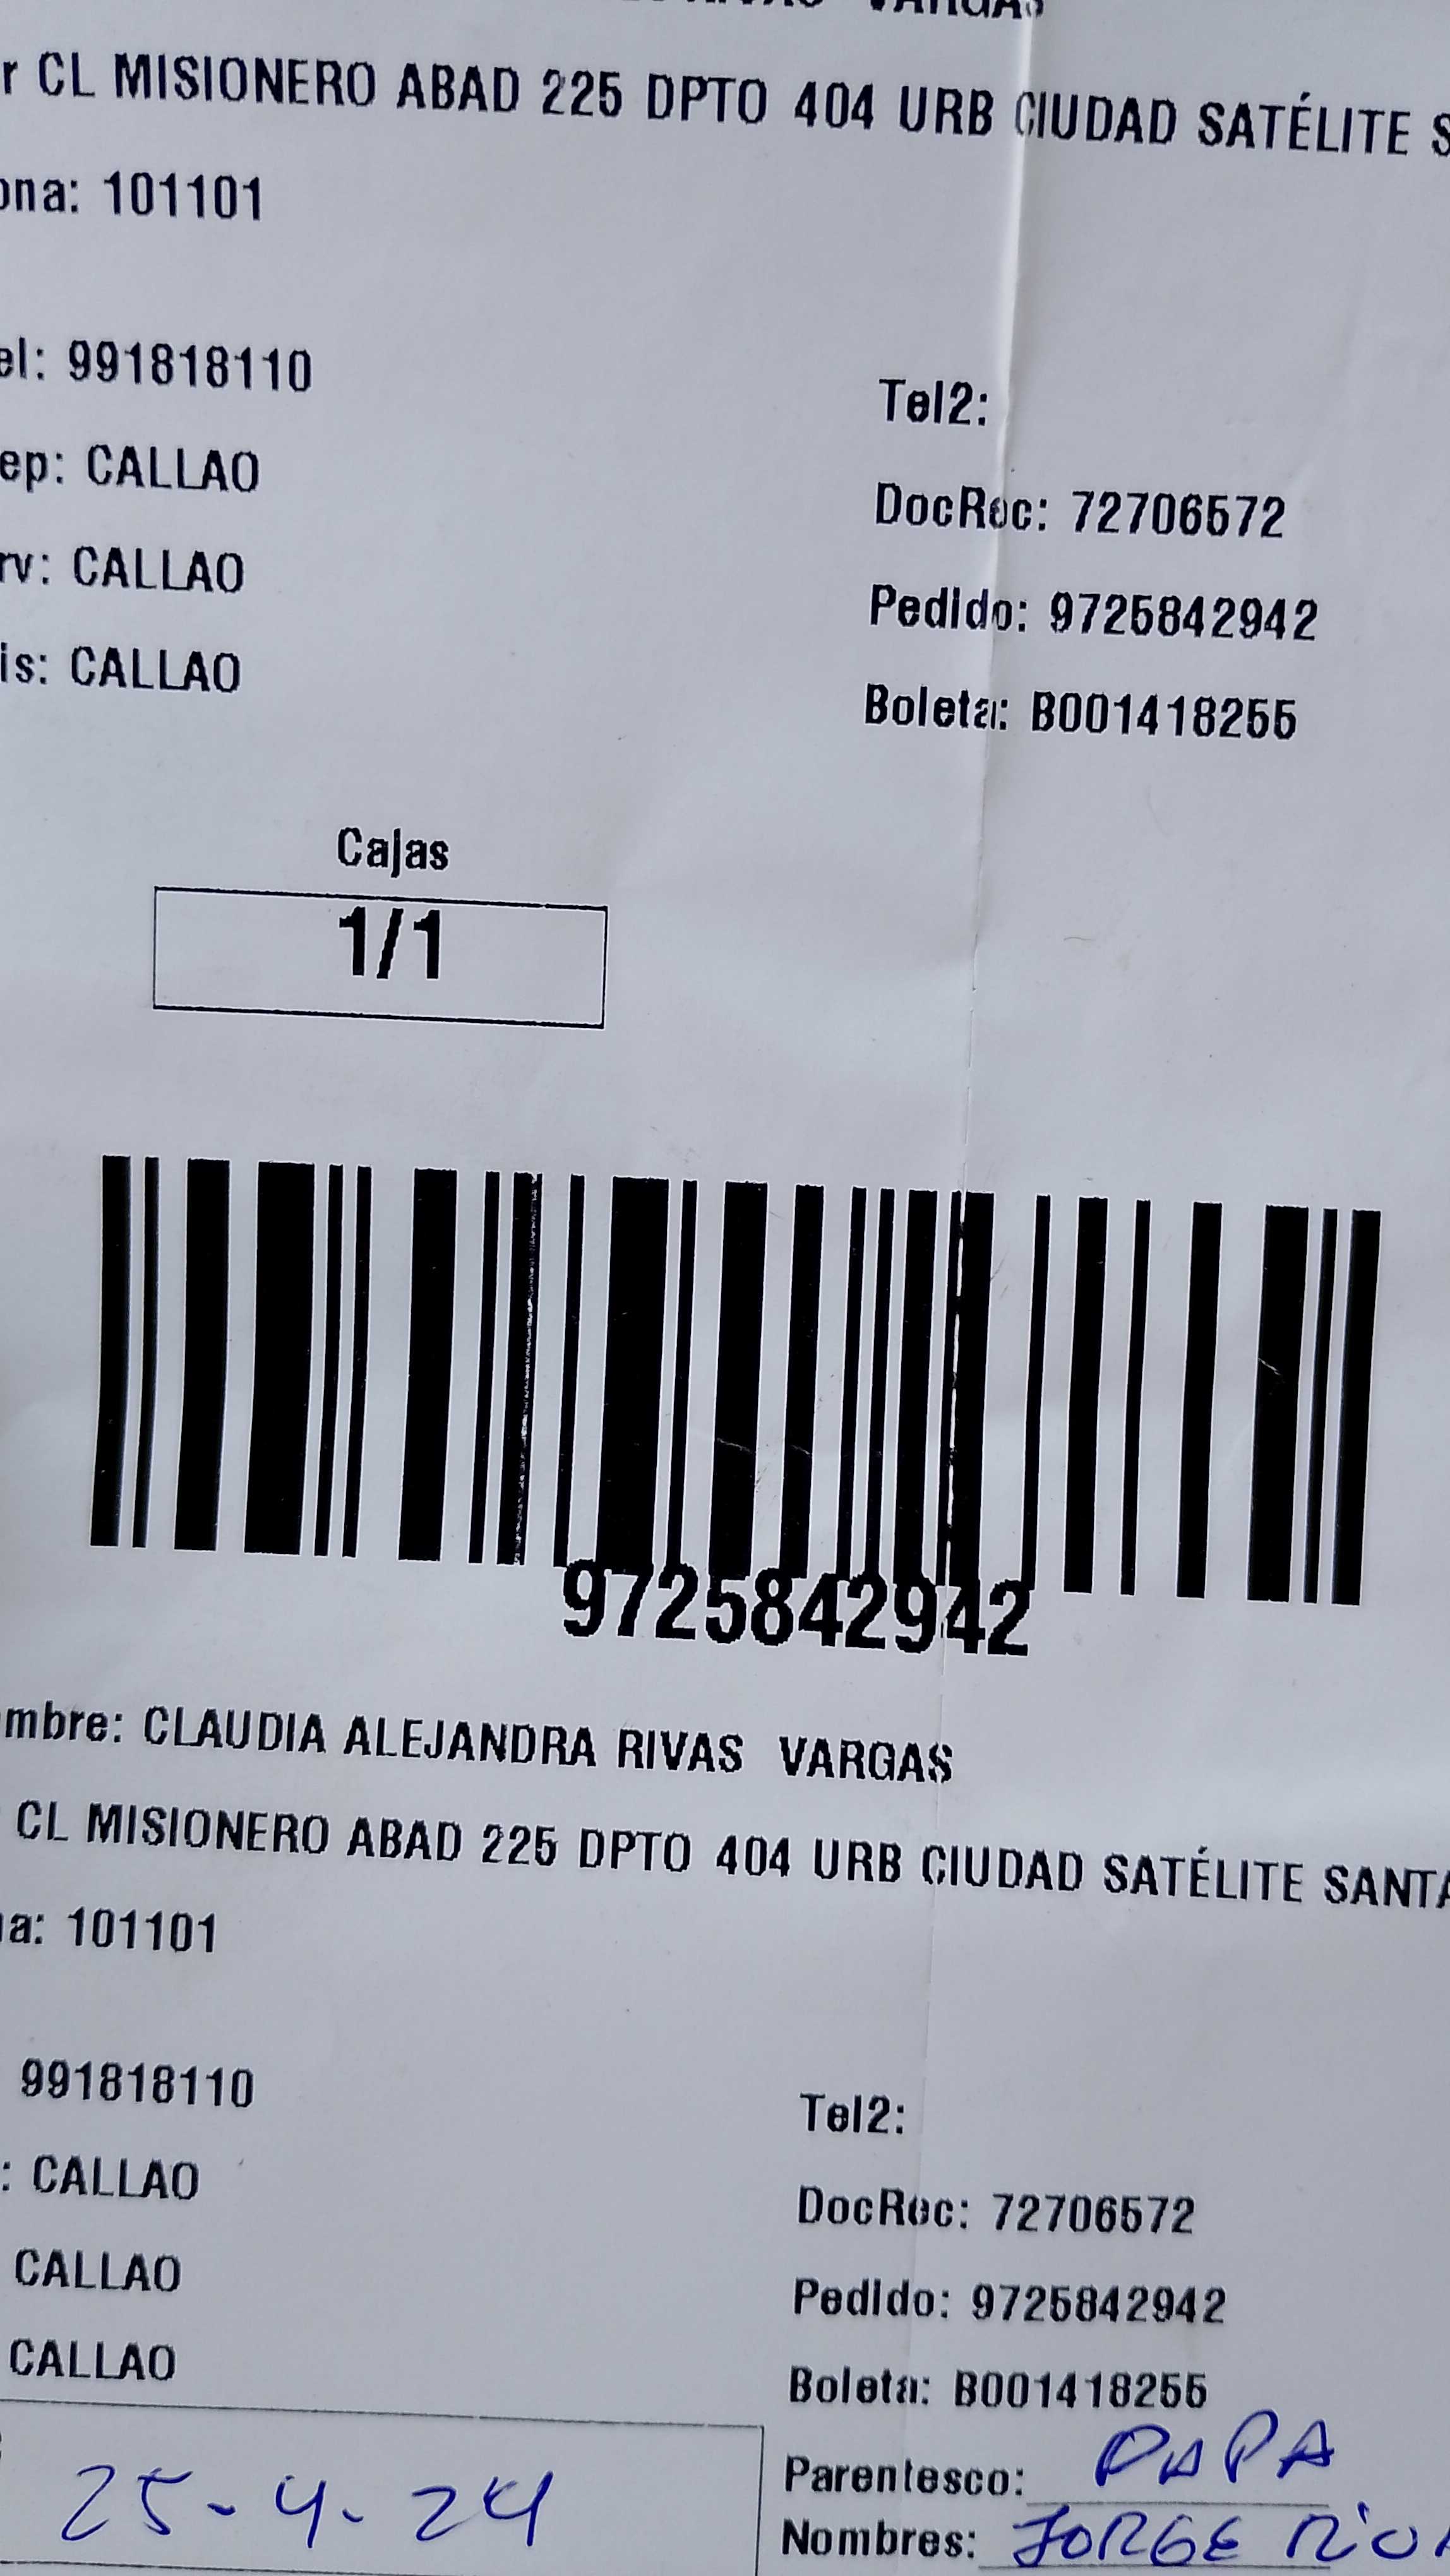 VARGAS
r CL MISIONERO ABAD 225 DPTO 404 URB CIUDAD SATÉLITE S
ona: 101101
el: 991818110
Tel2:
ep: CALLAO
DocRec: 72706572
rv: CALLAO
Pedido: 9725842942
is: CALLAO
Boleta: B001418255
Cajas
1/1
9725842942
mbre: CLAUDIA ALEJANDRA RIVAS VARGAS
CL MISIONERO ABAD 225 DPTO 404 URB CIUDAD SATÉLITE SANTA
a: 101101
991818110
Tel2:
: CALLAO
DocRec: 72706572
CALLAO
Pedido: 9725842942
CALLAO
Boleta: B001418255
25-4-24
Parentesco: PAPA
Nombres: JORGE